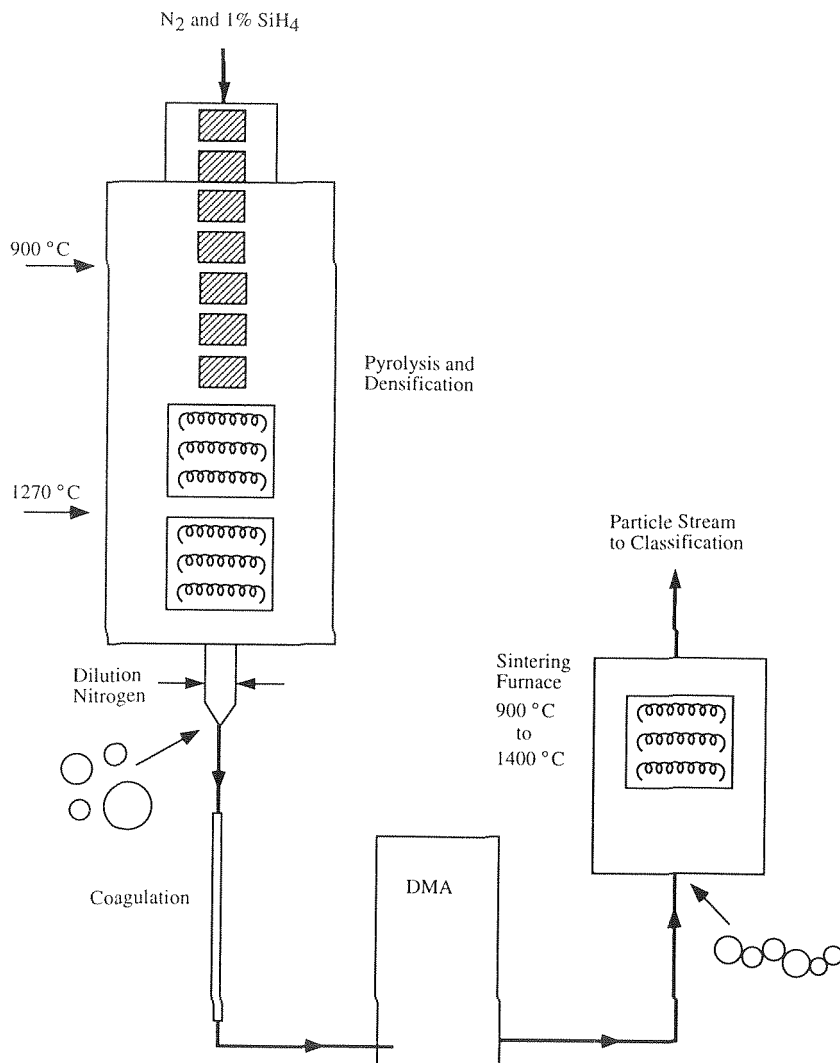 N2 and 1% SiH4
900 °C
Pyrolysis and
Densification
1270 °C
Particle Stream
to Classification
Dilution
Nitrogen
Sintering
Furnace
900 °C
to
1400 °C
Coagulation
DMA